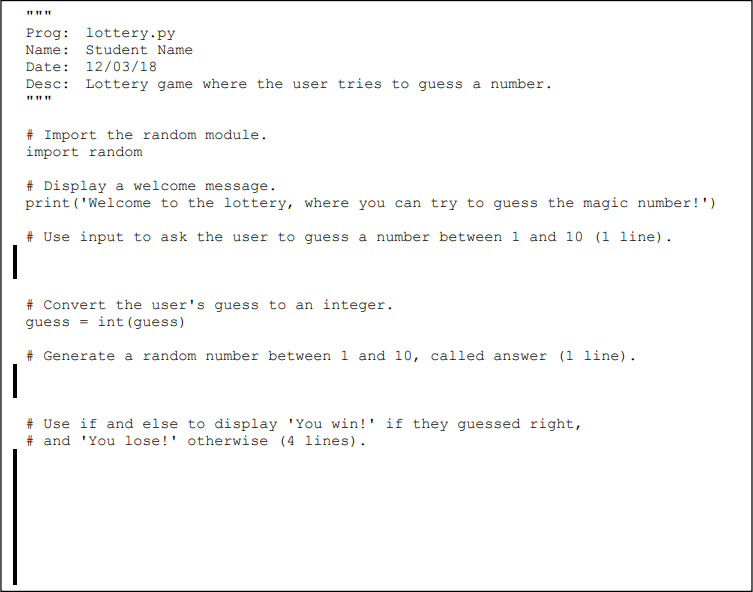 """
Prog: lottery.py
Name: Student Name
Date: 12/03/18
Desc: Lottery game where the user tries to guess a number.
"""
# Import the random module.
import random
# Display a welcome message.
print('Welcome to the lottery, where you can try to guess the magic number!')
# Use input to ask the user to guess a number between 1 and 10 (1 line).
# Convert the user's guess to an integer.
guess = int(guess)
# Generate a random number between 1 and 10, called answer (1 line).
# Use if and else to display 'You win!' if they guessed right,
# and 'You lose!' otherwise (4 lines).